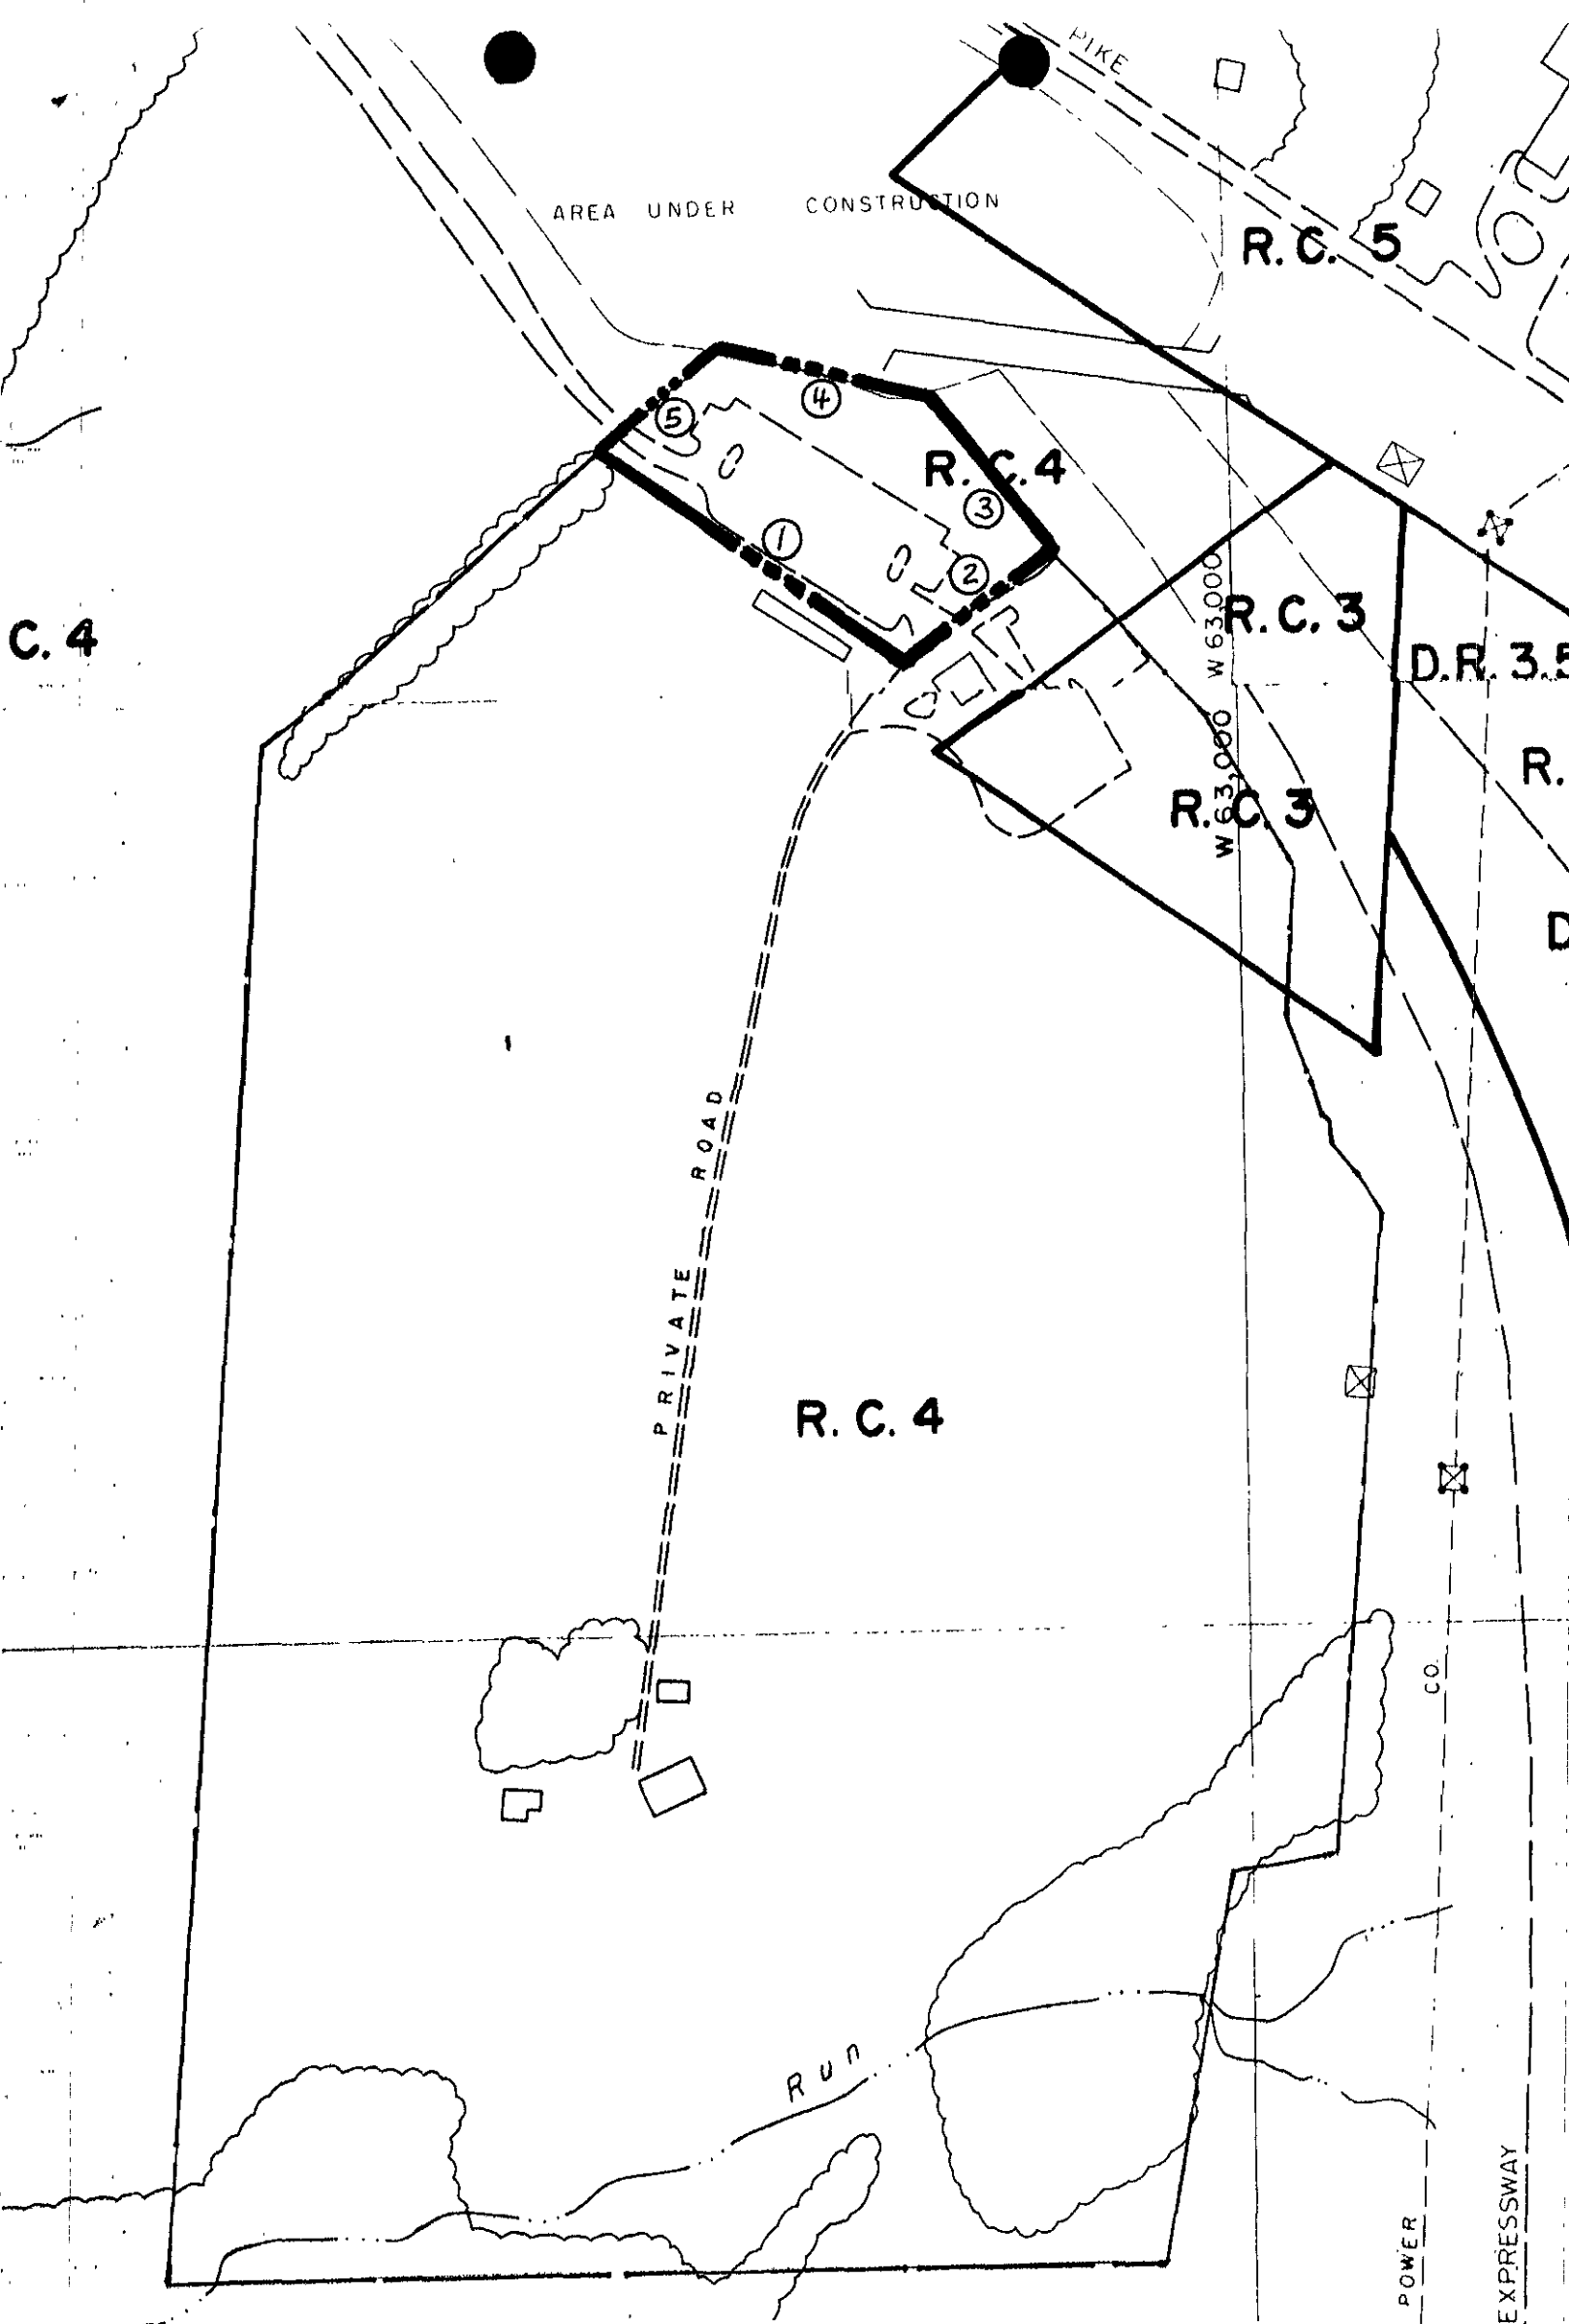 PIKE
AREA UNDER CONSTRUCTION
R. C. 5
4
5
R. C. 4
3
1
2
W 63,000
R. C. 3
C. 4
D.R. 3.5
W 63,000
R.
R. C. 3
D
PRIVATE ROAD
R. C. 4
CO.
Run
POWER
EXPRESSWAY